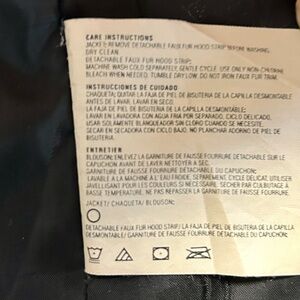 CARE INSTRUCTIONS
JACKET: REMOVE DETACHABLE FAUX FUR HOOD STRIP BEFORE WASHING.
DRY CLEAN
DETACHABLE FAUX FUR HOOD STRIP:
MACHINE WASH COLD SEPARATELY, GENTLE CYCLE. USE ONLY NON-CHLORINE
BLEACH WHEN NEEDED. TUMBLE DRY LOW. DO NOT IRON FAUX FUR TRIM.
INSTRUCCIONES DE CUIDADO
CHAQUETA: QUITAR LA FAJA DE PIEL DE BISUTERIA DE LA CAPILLA DESMONTABLE
ANTES DE LAVAR. LAVAR EN SECO.
LA FAJA DE PIEL DE BISUTERIA DE LA CAPILLA DESMONTABLE:
LAVAR EN LAVADORA CON AGUA FRIA POR SEPARADO, CICLO DELICADO,
USAR SOLAMENTE EL BLANQUEADOR SIN CLORO CUANDO SE NECESITE.
SECAR EN SECADORA CON CICLO BAJO. NO PLANCHAR ADORNO DE PIEL DE
BISUTERIA.
ENTRETIEN
BLOUSON: ENLEVEZ LA GARNITURE DE FAUSSE FOURRURE DETACHABLE SUR LE
CAPUCHON AVANT DE LAVER NETTOYER A SEC.
GARNITURE DE FAUSSE FOURRURE DETACHABLE DU CAPUCHON:
LAVABLE A LA MACHINE A L'EAU FROID, SEPAREMENT, CYCLE DELICAT, UTILISER
JAVELLISANT POUR LES COULEURS SI NECESSAIRE. SECHER PAR CULBUTAGE A
BASSE TEMPERATURE. NE PAS REPASSER LA GARNITURE EN FAUSSE FOURRURE.
JACKET/ CHAQUETA/ BLOUSON:
DETACHABLE FAUX FUR HOOD STRIP/ LA FAJA DE PIEL DE BISUTERIA DE LA CAPILLA
DESMONTABLE/ GARNITURE DE FAUSSE FOURRURE DETACHABLE DU CAPUCHON: